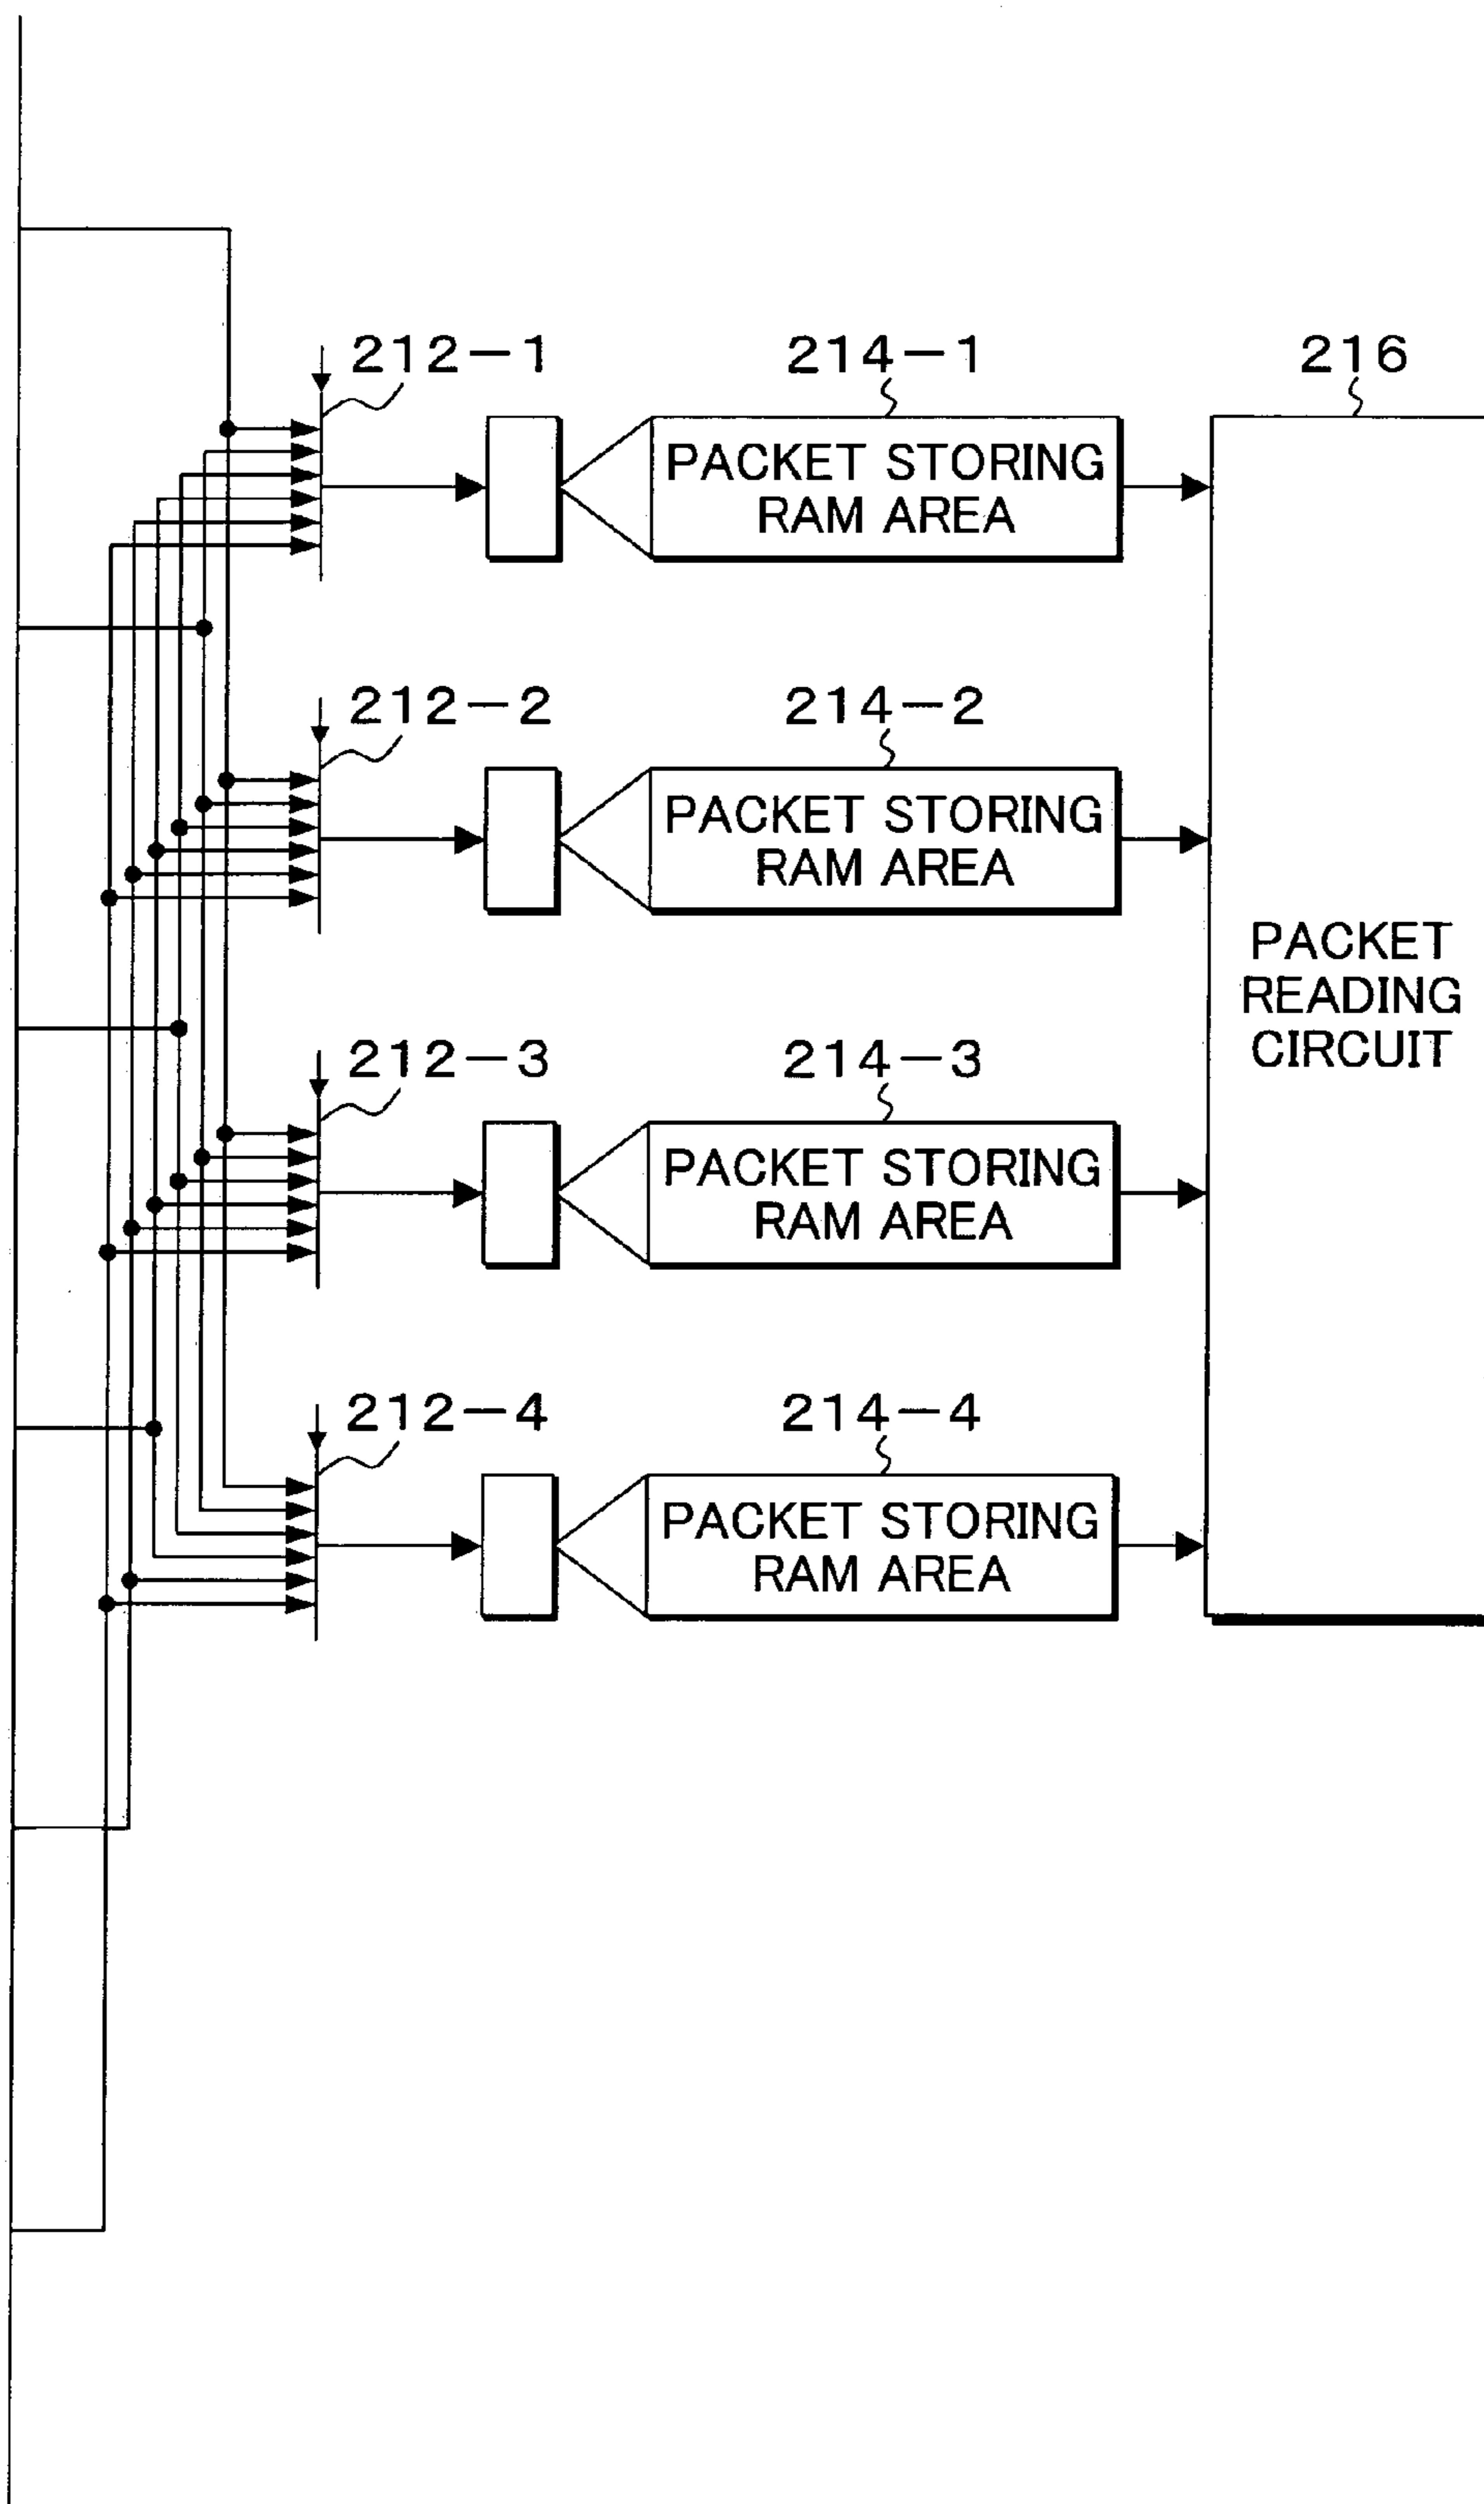 212-1
214-1
216
PACKET STORING
RAM AREA
212-2
214-2
PACKET STORING
RAM AREA
PACKET
READING
CIRCUIT
212-3
214-3
PACKET STORING
RAM AREA
212-4
214-4
PACKET STORING
RAM AREA